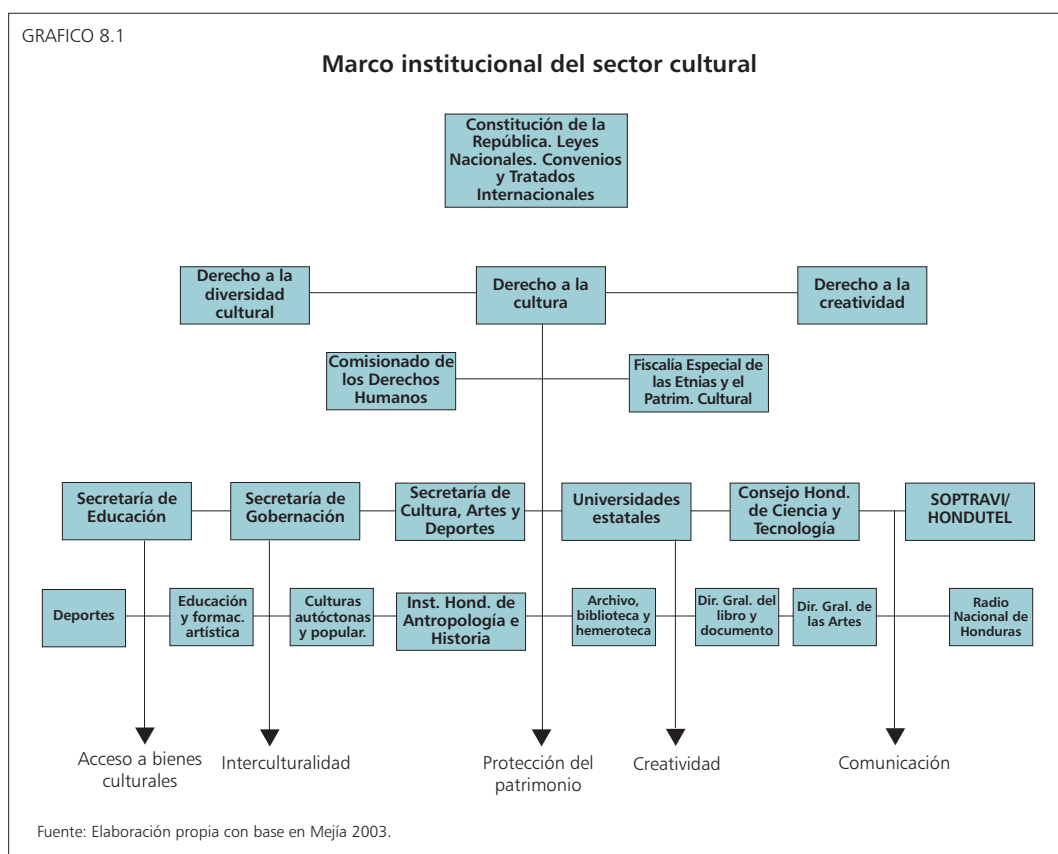 GRAFICO 8.1
Marco institucional del sector cultural
Constitución de la
República. Leyes
Nacionales. Convenios
y Tratados
Internacionales
Derecho a la
diversidad
cultural
Derecho a la
cultura
Derecho a la
creatividad
Comisionado de
los Derechos
Humanos
Fiscalía Especial de
las Etnias y el
Patrim. Cultural
Secretaría de
Educación
Secretaría de
Gobernación
Secretaría de
Cultura, Artes y
Deportes
Universidades
estatales
Consejo Hond.
de Ciencia y
Tecnología
SOPTRAVI/
HONDUTEL
Deportes
Educación
y formac.
artística
Culturas
autóctonas
y popular.
Inst. Hond. de
Antropología e
Historia
Archivo,
biblioteca y
hemeroteca
Dir. Gral. del
libro y
documento
Dir. Gral. de
las Artes
Radio
Nacional de
Honduras
Acceso a bienes
culturales
Interculturalidad
Protección del
patrimonio
Creatividad
Comunicación
Fuente: Elaboración propia con base en Mejía 2003.